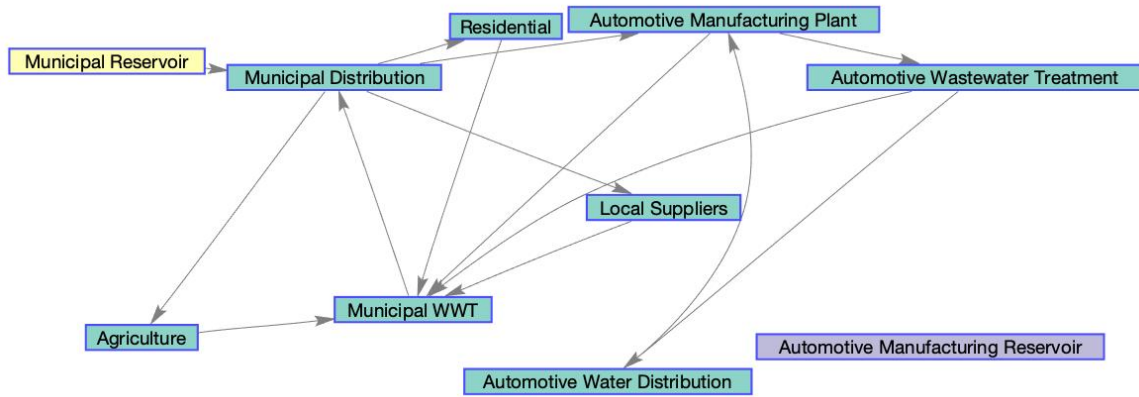 Residential
Automotive Manufacturing Plant
Municipal Reservoir
Municipal Distribution
Automotive Wastewater Treatment
Local Suppliers
Municipal WWT
Agriculture
Automotive Manufacturing Reservoir
Automotive Water Distribution